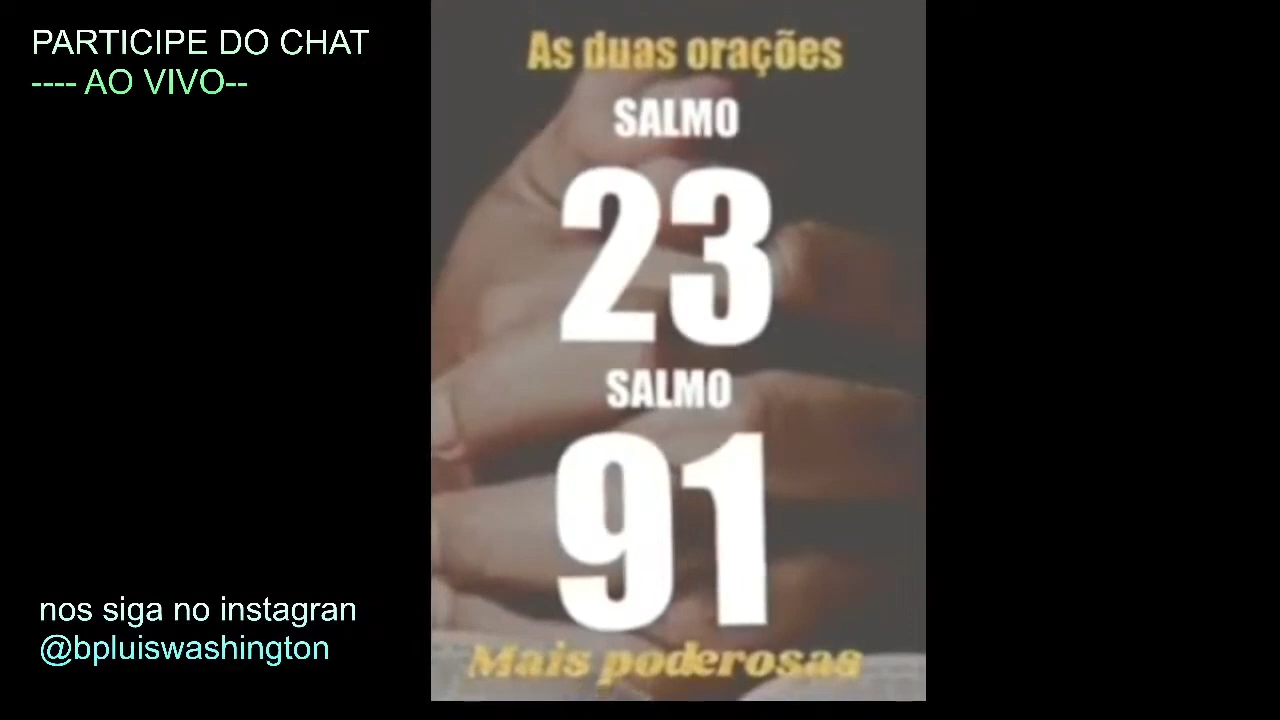 PARTICIPE DO CHAT
---- AO VIVO--
As duas orações
SALMO
23
SALMO
91
Mais poderosas
nos siga no instagran
@bpluiswashington